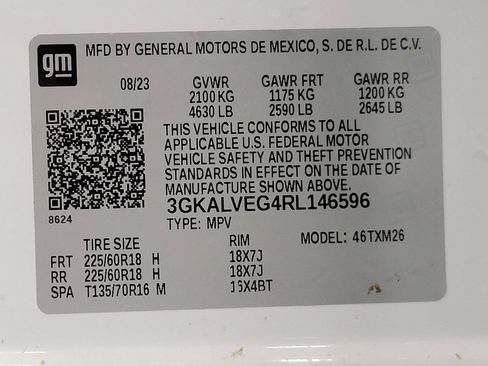 gm
MFD BY GENERAL MOTORS DE MEXICO, S. DE R.L. DE C.V.
08/23 GVWR GAWR FRT GAWR RR
2100 KG 1175 KG 1200 KG
4630 LB 2590 LB 2645 LB
THIS VEHICLE CONFORMS TO ALL
APPLICABLE U.S. FEDERAL MOTOR
VEHICLE SAFETY AND THEFT PREVENTION
STANDARDS IN EFFECT ON THE DATE OF
MANUFACTURE SHOWN ABOVE.
3GKALVEG4RL146596
8624
TYPE: MPV
TIRE SIZE RIM MODEL: 46TXM26
FRT 225/60R18 H 18X7J
RR 225/60R18 H 18X7J
SPA T135/70R16 M 16X4BT